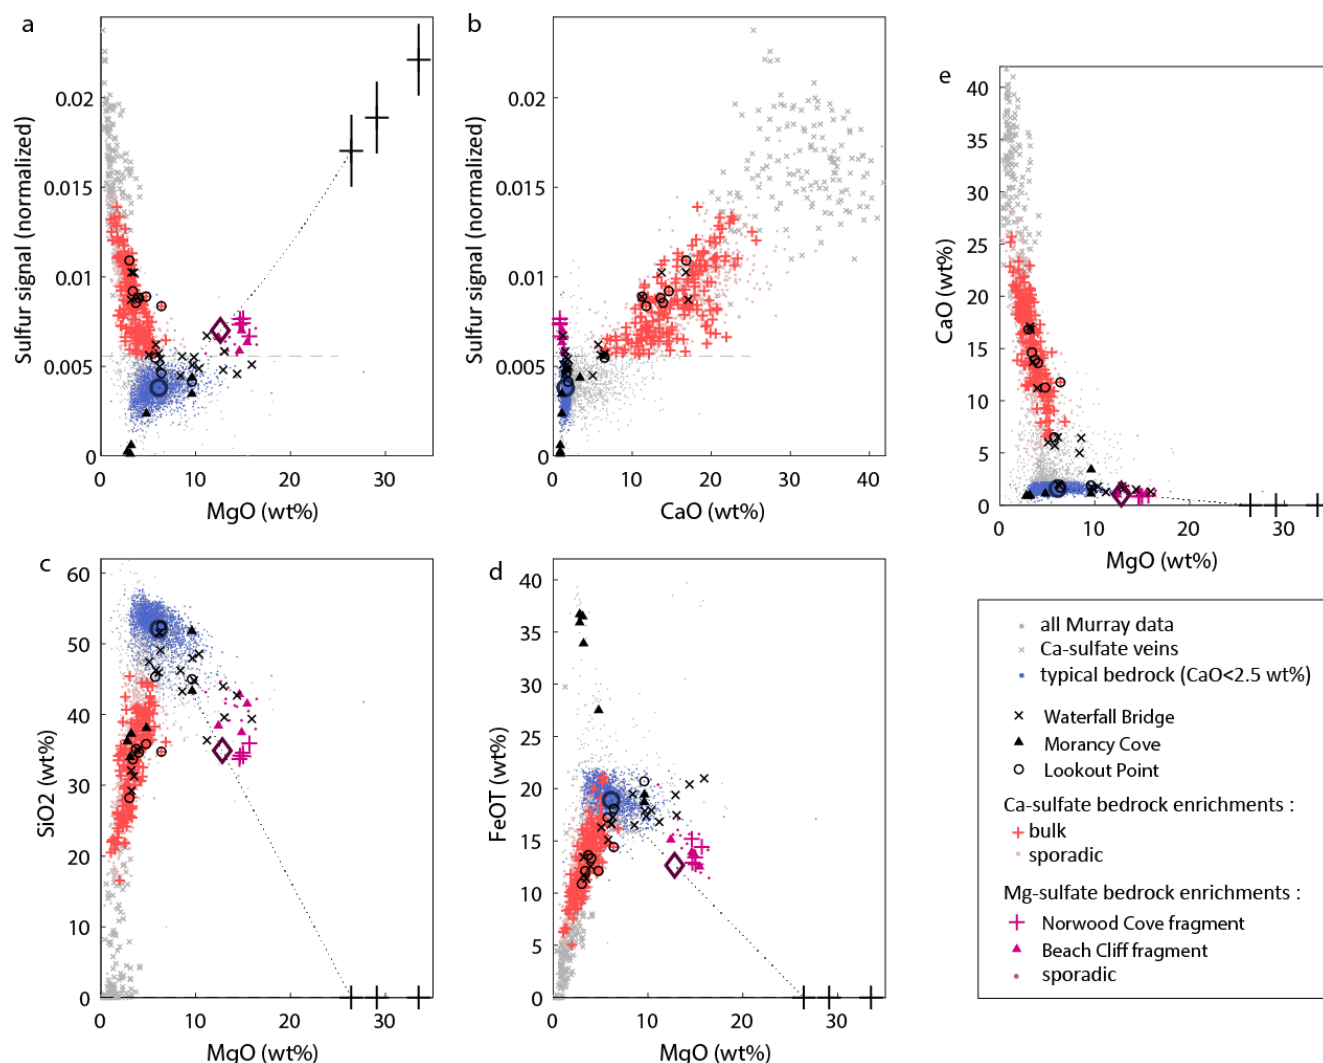 a
Sulfur signal (normalized)
0.02
0.015
0.01
0.005
0
0
10
20
30
MgO (wt%)
b
Sulfur signal (normalized)
0.02
0.015
0.01
0.005
0
0
10
20
30
40
CaO (wt%)
e
CaO (wt%)
40
35
30
25
20
15
10
5
0
0
10
20
30
MgO (wt%)
c
SiO2 (wt%)
60
50
40
30
20
10
0
0
10
20
30
MgO (wt%)
d
FeOT (wt%)
40
35
30
25
20
15
10
5
0
0
10
20
30
MgO (wt%)
all Murray data
Ca-sulfate veins
typical bedrock (CaO<2.5 wt%)
Waterfall Bridge
Morancy Cove
Lookout Point
Ca-sulfate bedrock enrichments :
bulk
sporadic
Mg-sulfate bedrock enrichments :
Norwood Cove fragment
Beach Cliff fragment
sporadic